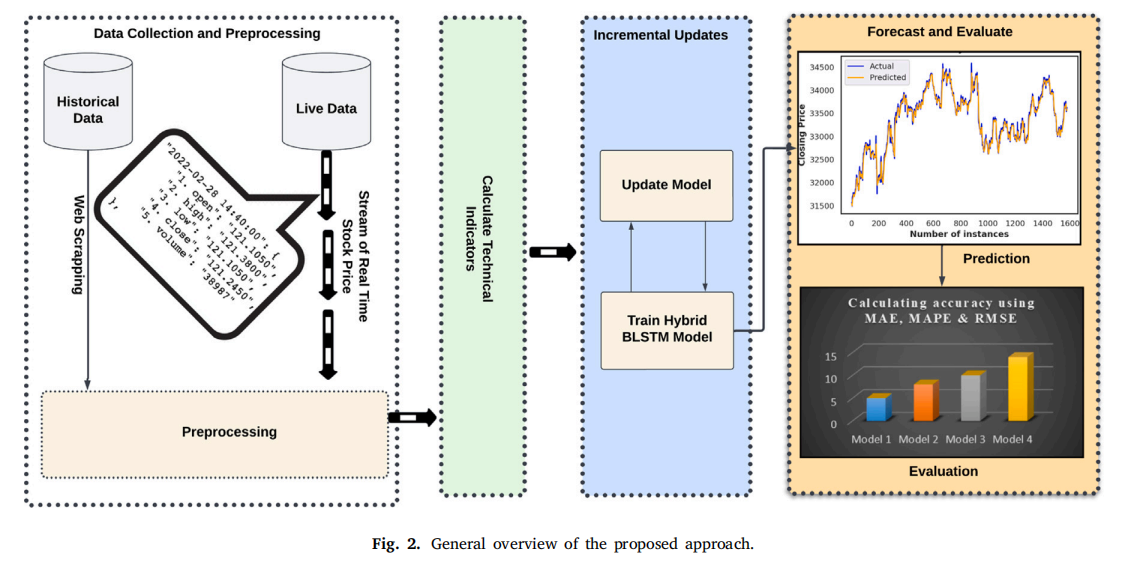 Data Collection and Preprocessing
Historical
Data
Live Data
Web Scrapping
"2022-02-28 14:40:00": {
"1. open": "121.1050",
"2. high": "121.3800",
"3. low": "121.1050",
"4. close": "121.2450",
"5. volume": "38987"
},
Stream of Real Time
Stock Price
Preprocessing
Calculate Technical
Indicators
Incremental Updates
Update Model
Train Hybrid
BLSTM Model
Forecast and Evaluate
Actual
Predicted
Closing Price
34500
34000
33500
33000
32500
32000
31500
0 200 400 600 800 1000 1200 1400 1600
Number of instances
Prediction
Calculating accuracy using
MAE, MAPE & RMSE
15
10
5
0
Model 1 Model 2 Model 3 Model 4
Evaluation
Fig. 2. General overview of the proposed approach.